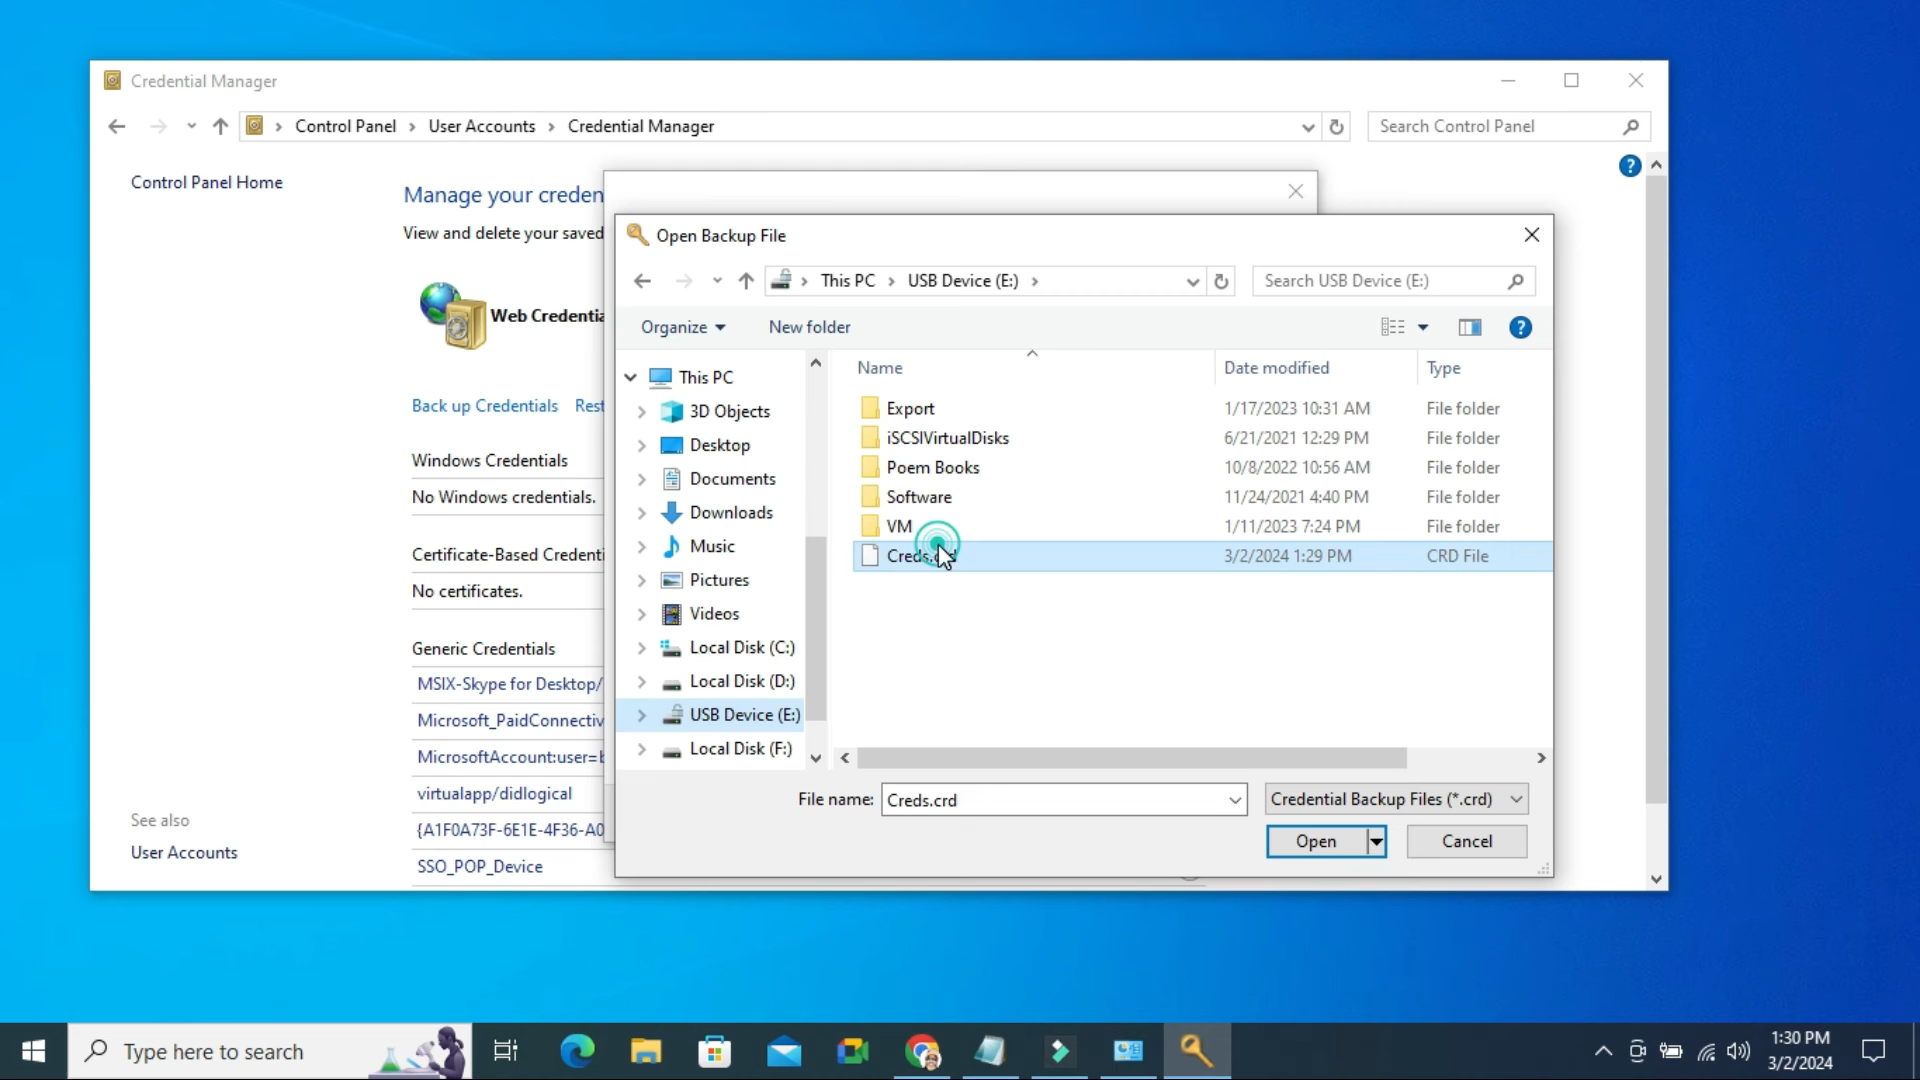 Credential Manager
Control Panel > User Accounts > Credential Manager
Search Control Panel
Control Panel Home
Manage your creden
View and delete your saved
Web Credentia
Back up Credentials Rest
Windows Credentials
No Windows credentials.
Certificate-Based Credenti
No certificates.
Generic Credentials
MSIX-Skype for Desktop/
Microsoft_PaidConnectiv
MicrosoftAccount:user=
virtualapp/didlogical
{A1F0A73F-6E1E-4F36-A0
SSO_POP_Device
See also
User Accounts
Open Backup File
This PC > USB Device (E:) >
Search USB Device (E:)
Organize
New folder
This PC
3D Objects
Desktop
Documents
Downloads
Music
Pictures
Videos
Local Disk (C:)
Local Disk (D:)
USB Device (E:)
Local Disk (F:)
Name Date modified Type
Export 1/17/2023 10:31 AM File folder
iSCSIVirtualDisks 6/21/2021 12:29 PM File folder
Poem Books 10/8/2022 10:56 AM File folder
Software 11/24/2021 4:40 PM File folder
VM 1/11/2023 7:24 PM File folder
Creds.crd 3/2/2024 1:29 PM CRD File
File name: Creds.crd
Credential Backup Files (*.crd)
Open
Cancel
Type here to search
1:30 PM
3/2/2024